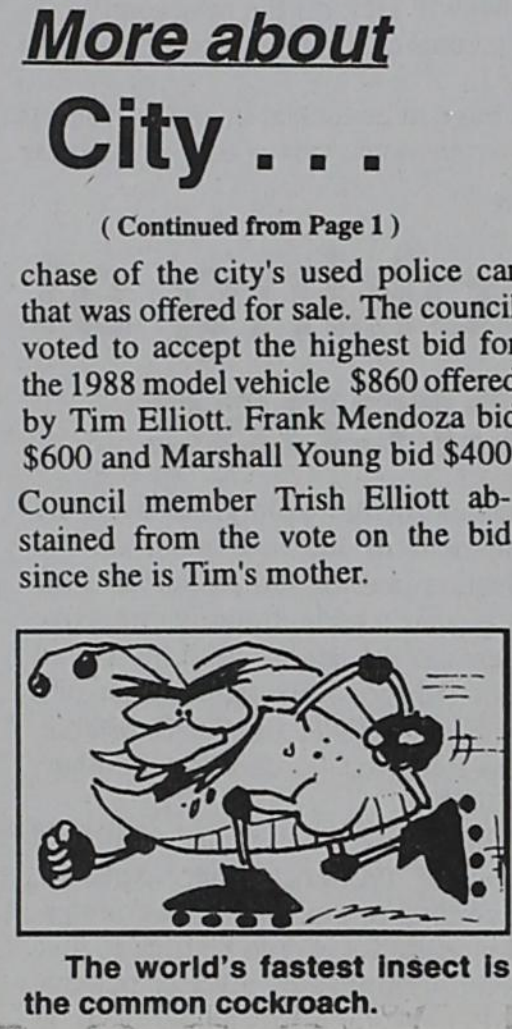 More about
City . . .
( Continued from Page 1 )
chase of the city's used police car
that was offered for sale. The council
voted to accept the highest bid for
the 1988 model vehicle $860 offered
by Tim Elliott. Frank Mendoza bid
$600 and Marshall Young bid $400
Council member Trish Elliott ab-
stained from the vote on the bid
since she is Tim's mother.
The world's fastest insect is
the common cockroach.